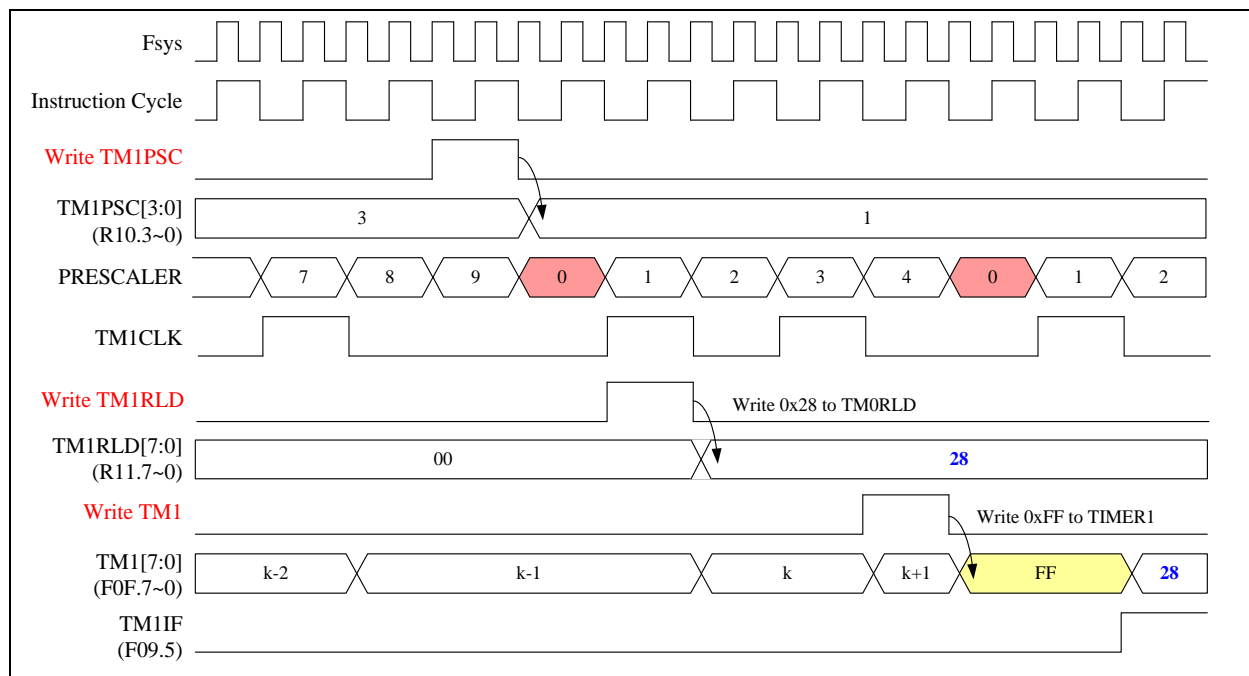 Fsys
Instruction Cycle
Write TM1PSC
TM1PSC[3:0]
(R10.3~0)
3
1
PRESCALER
7
8
9
0
1
2
3
4
0
1
2
TM1CLK
Write TM1RLD
Write 0x28 to TM0RLD
TM1RLD[7:0]
(R11.7~0)
00
28
Write TM1
Write 0xFF to TIMER1
TM1[7:0]
(F0F.7~0)
k-2
k-1
k
k+1
FF
28
TM1IF
(F09.5)